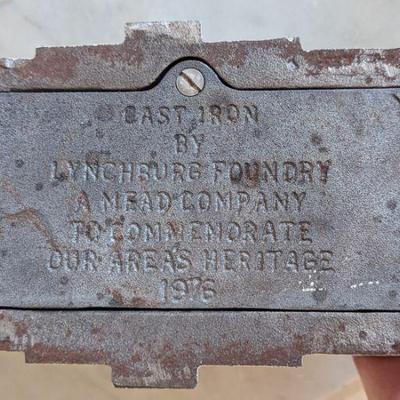 CAST IRON
BY
LYNCHBURG FOUNDRY
A MEAD COMPANY
TO COMMEMORATE
OUR AREAS HERITAGE
1976